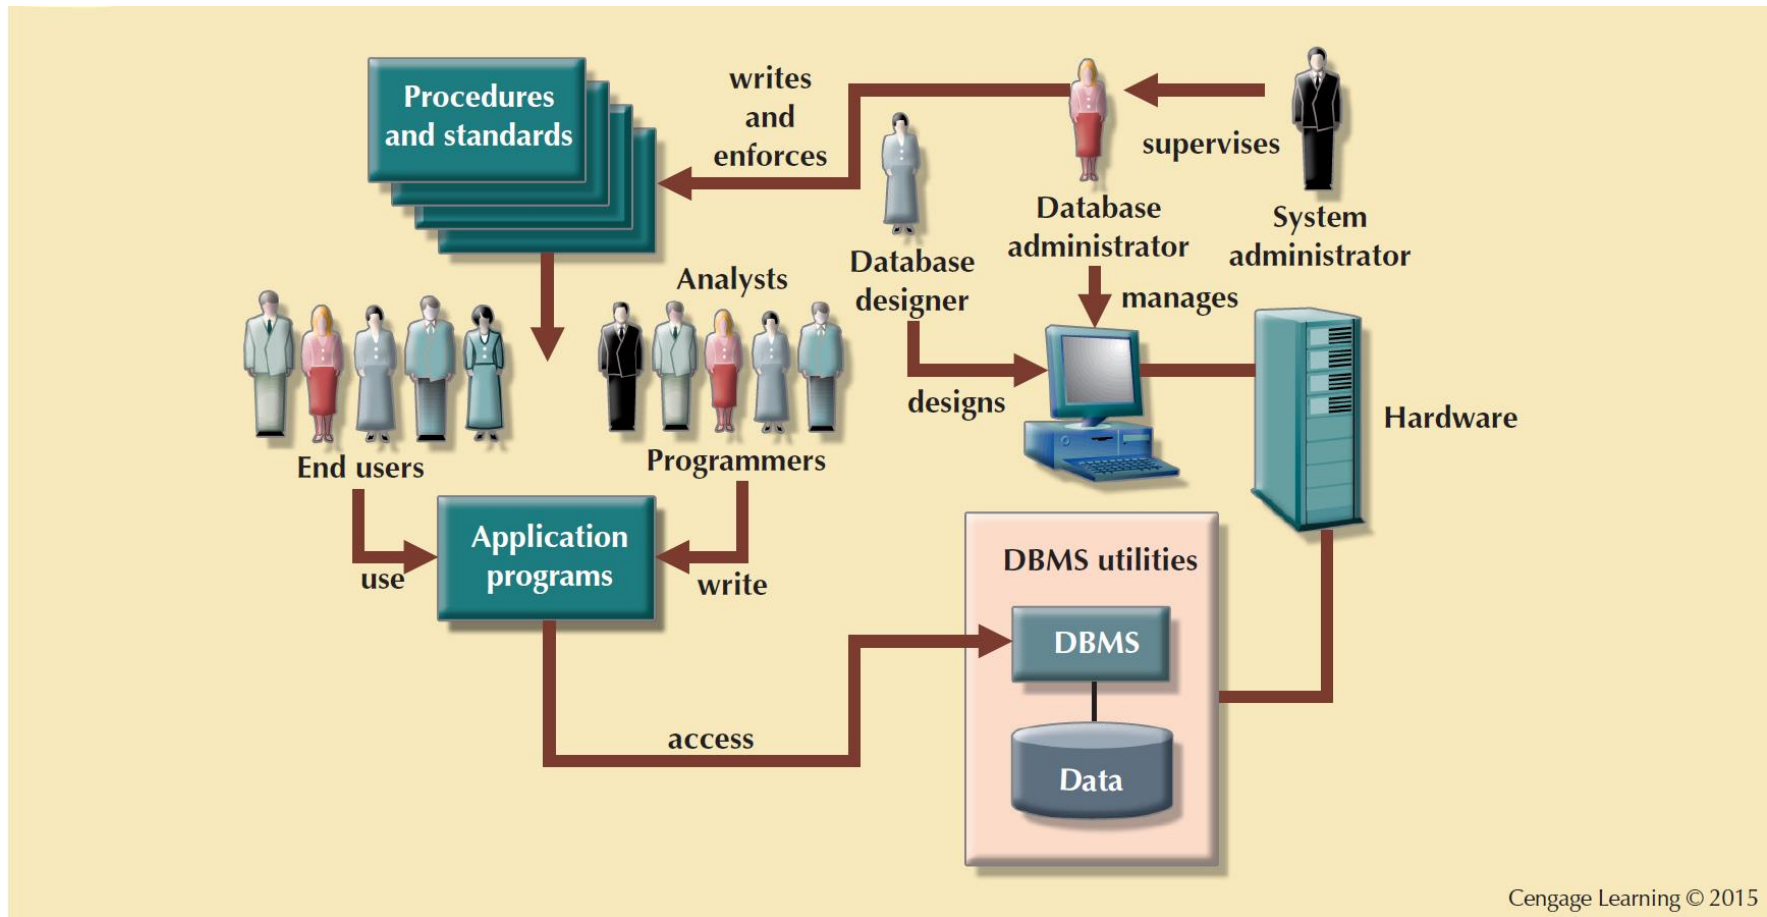 Procedures
and standards
writes
and
enforces
supervises
Database
administrator
System
administrator
Database
designer
manages
Analysts
designs
Hardware
End users
Programmers
Application
programs
use
write
DBMS utilities
DBMS
access
Data
Cengage Learning © 2015